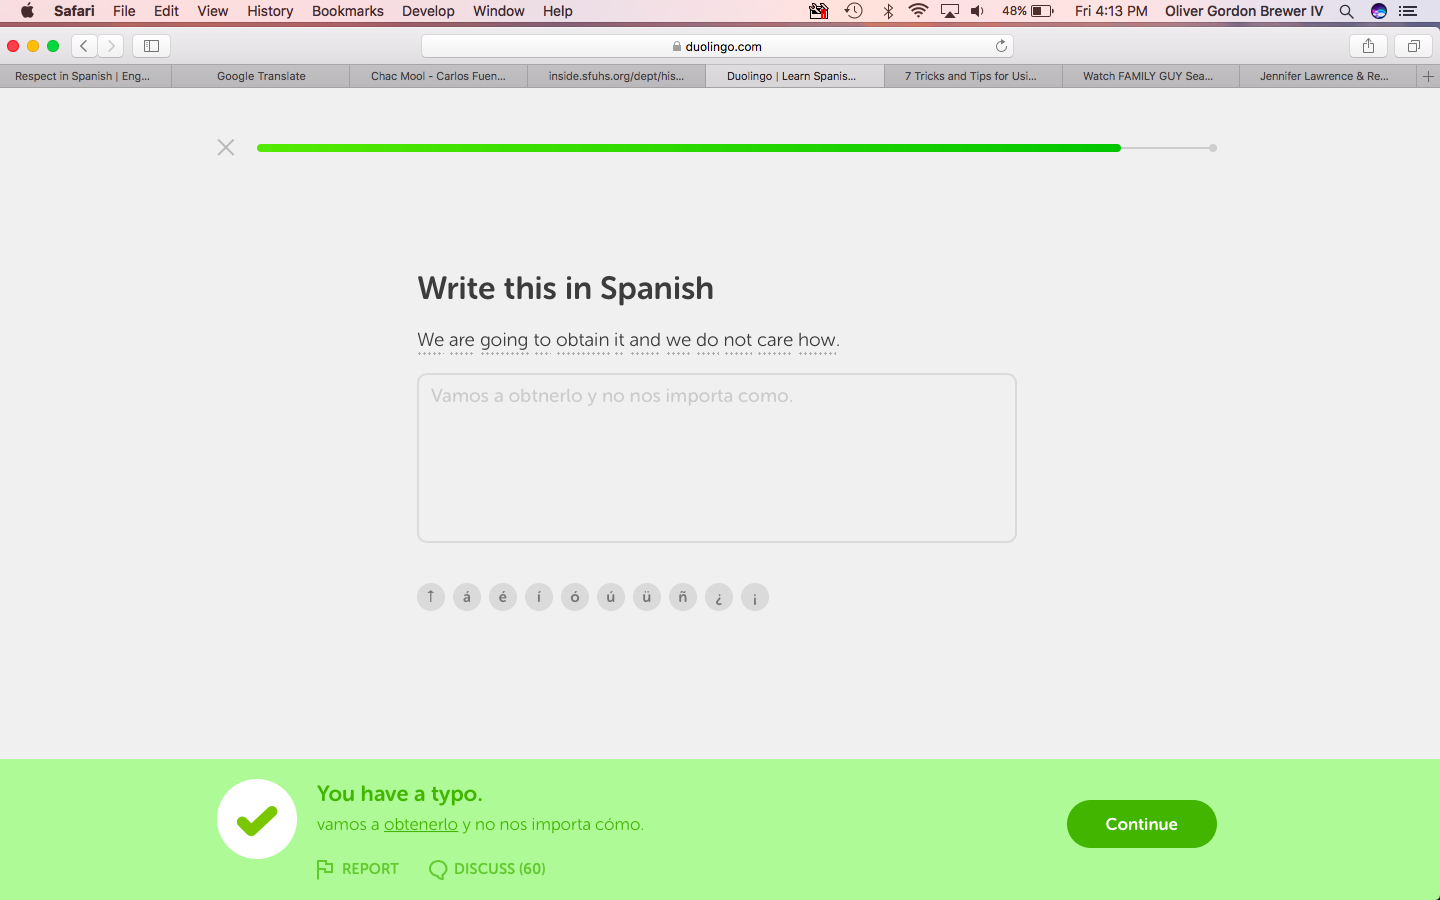 Safari File Edit View History Bookmarks Develop Window Help 48% Fri 4:13 PM Oliver Gordon Brewer IV
duolingo.com
Respect in Spanish | Eng... Google Translate Chac Mool - Carlos Fuen... inside.sfuhs.org/dept/his... Duolingo | Learn Spanis... 7 Tricks and Tips for Usi... Watch FAMILY GUY Sea... Jennifer Lawrence & Re...
Write this in Spanish
We are going to obtain it and we do not care how.
Vamos a obtnerlo y no nos importa como.
↑ á é í ó ú ü ñ ¿ ¡
You have a typo.
vamos a obtenerlo y no nos importa cómo.
Continue
REPORT DISCUSS (60)